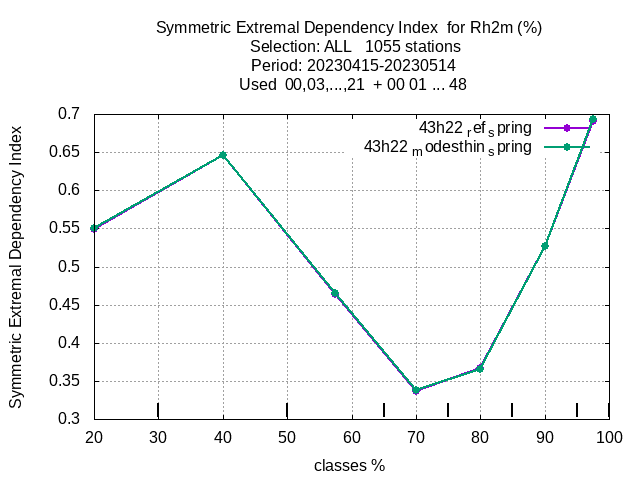 Symmetric Extremal Dependency Index  for Rh2m (%)
Selection: ALL   1055 stations
Period: 20230415-20230514
Used  00,03,...,21  + 00 01 ... 48
43h22 ref spring
43h22 modesthin spring
Symmetric Extremal Dependency Index
0.7
0.65
0.6
0.55
0.5
0.45
0.4
0.35
0.3
20 30 40 50 60 70 80 90 100
classes %